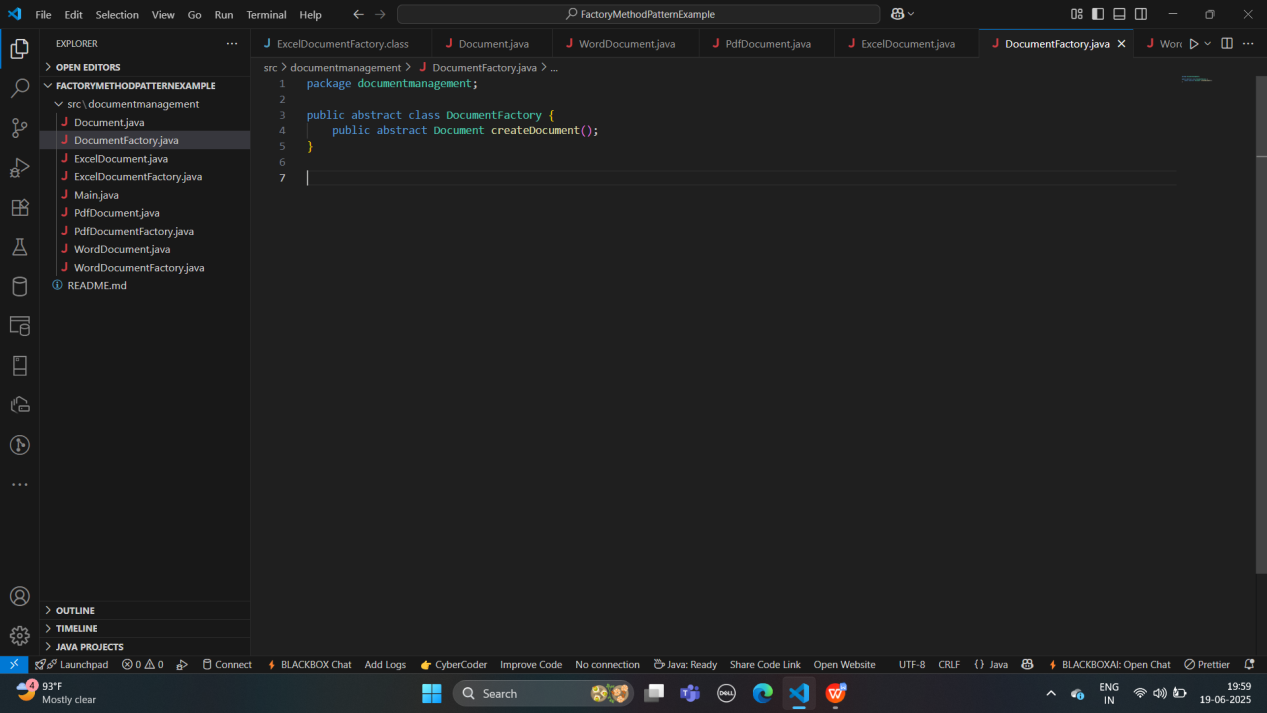 File Edit Selection View Go Run Terminal Help
FactoryMethodPatternExample
EXPLORER
ExcelDocumentFactory.class Document.java WordDocument.java PdfDocument.java ExcelDocument.java DocumentFactory.java Worc
OPEN EDITORS
FACTORYMETHODPATTERNEXAMPLE
src\documentmanagement
Document.java
DocumentFactory.java
ExcelDocument.java
ExcelDocumentFactory.java
Main.java
PdfDocument.java
PdfDocumentFactory.java
WordDocument.java
WordDocumentFactory.java
README.md
OUTLINE
TIMELINE
JAVA PROJECTS
src > documentmanagement > DocumentFactory.java > ...
1 package documentmanagement;
2
3 public abstract class DocumentFactory {
4 public abstract Document createDocument();
5 }
6
7
Launchpad 0 0 Connect BLACKBOX Chat Add Logs CyberCoder Improve Code No connection Java: Ready Share Code Link Open Website UTF-8 CRLF {} Java BLACKBOXAI: Open Chat Prettier
4 93°F
Mostly clear
Search
DELL
W
ENG
IN
19:59
19-06-2025